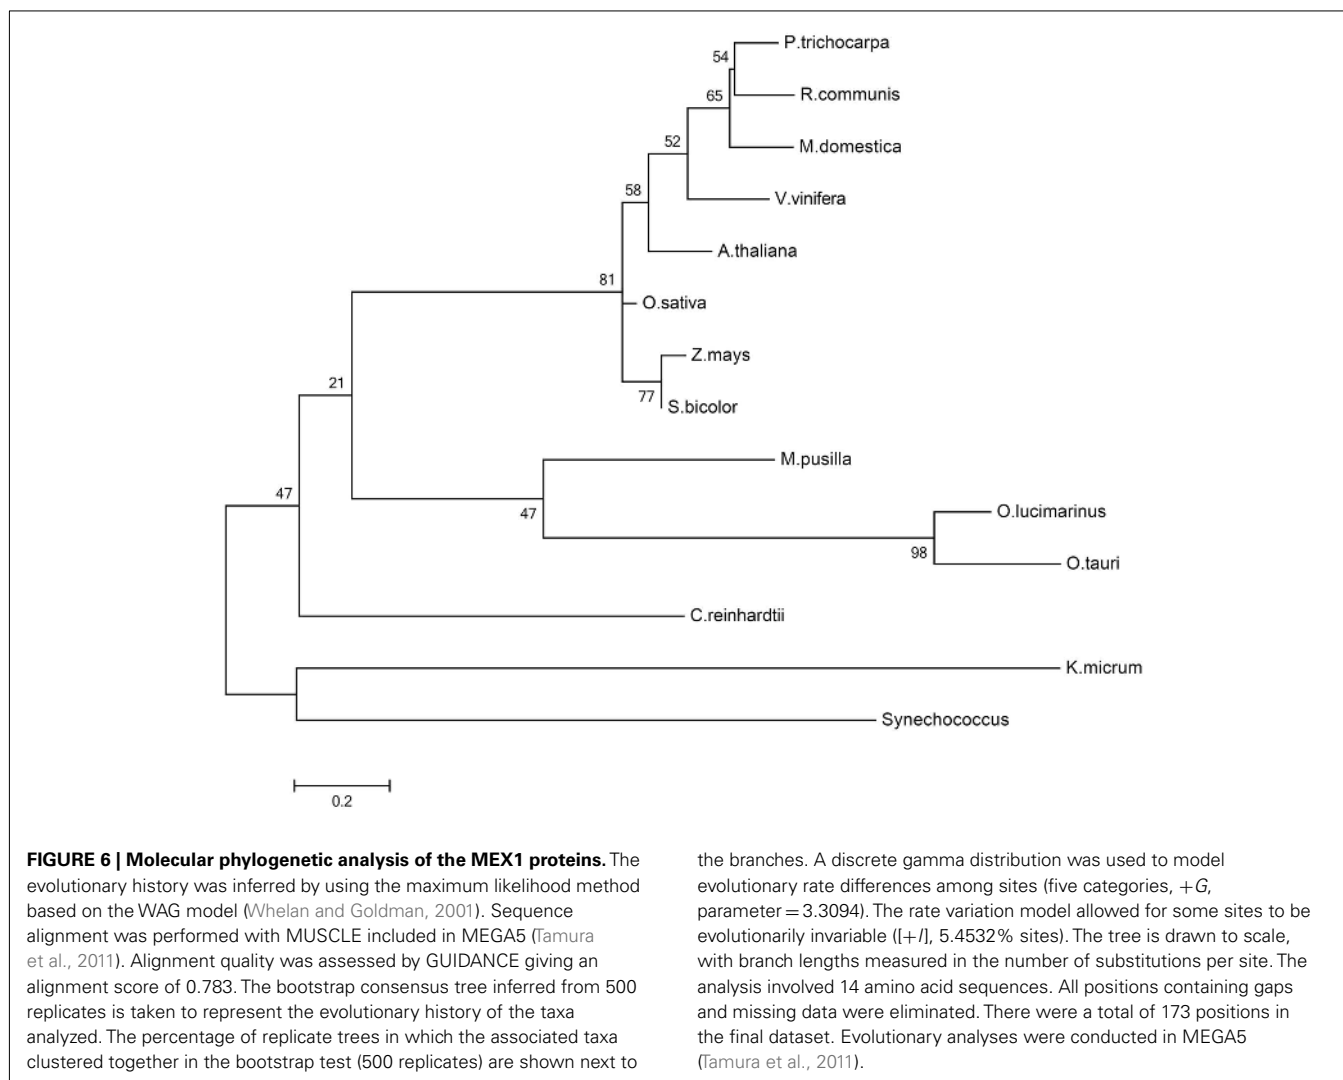 P.trichocarpa
54
R.communis
65
M.domestica
52
V.vinifera
58
A.thaliana
81
O.sativa
Z.mays
77
S.bicolor
21
M.pusilla
47
47
O.lucimarinus
98
O.tauri
C.reinhardtii
K.micrum
Synechococcus
0.2
FIGURE 6 | Molecular phylogenetic analysis of the MEX1 proteins. The
evolutionary history was inferred by using the maximum likelihood method
based on the WAG model (Whelan and Goldman, 2001). Sequence
alignment was performed with MUSCLE included in MEGA5 (Tamura
et al., 2011). Alignment quality was assessed by GUIDANCE giving an
alignment score of 0.783. The bootstrap consensus tree inferred from 500
replicates is taken to represent the evolutionary history of the taxa
analyzed. The percentage of replicate trees in which the associated taxa
clustered together in the bootstrap test (500 replicates) are shown next to
the branches. A discrete gamma distribution was used to model
evolutionary rate differences among sites (five categories, +G,
parameter = 3.3094). The rate variation model allowed for some sites to be
evolutionarily invariable ([+I], 5.4532% sites). The tree is drawn to scale,
with branch lengths measured in the number of substitutions per site. The
analysis involved 14 amino acid sequences. All positions containing gaps
and missing data were eliminated. There were a total of 173 positions in
the final dataset. Evolutionary analyses were conducted in MEGA5
(Tamura et al., 2011).